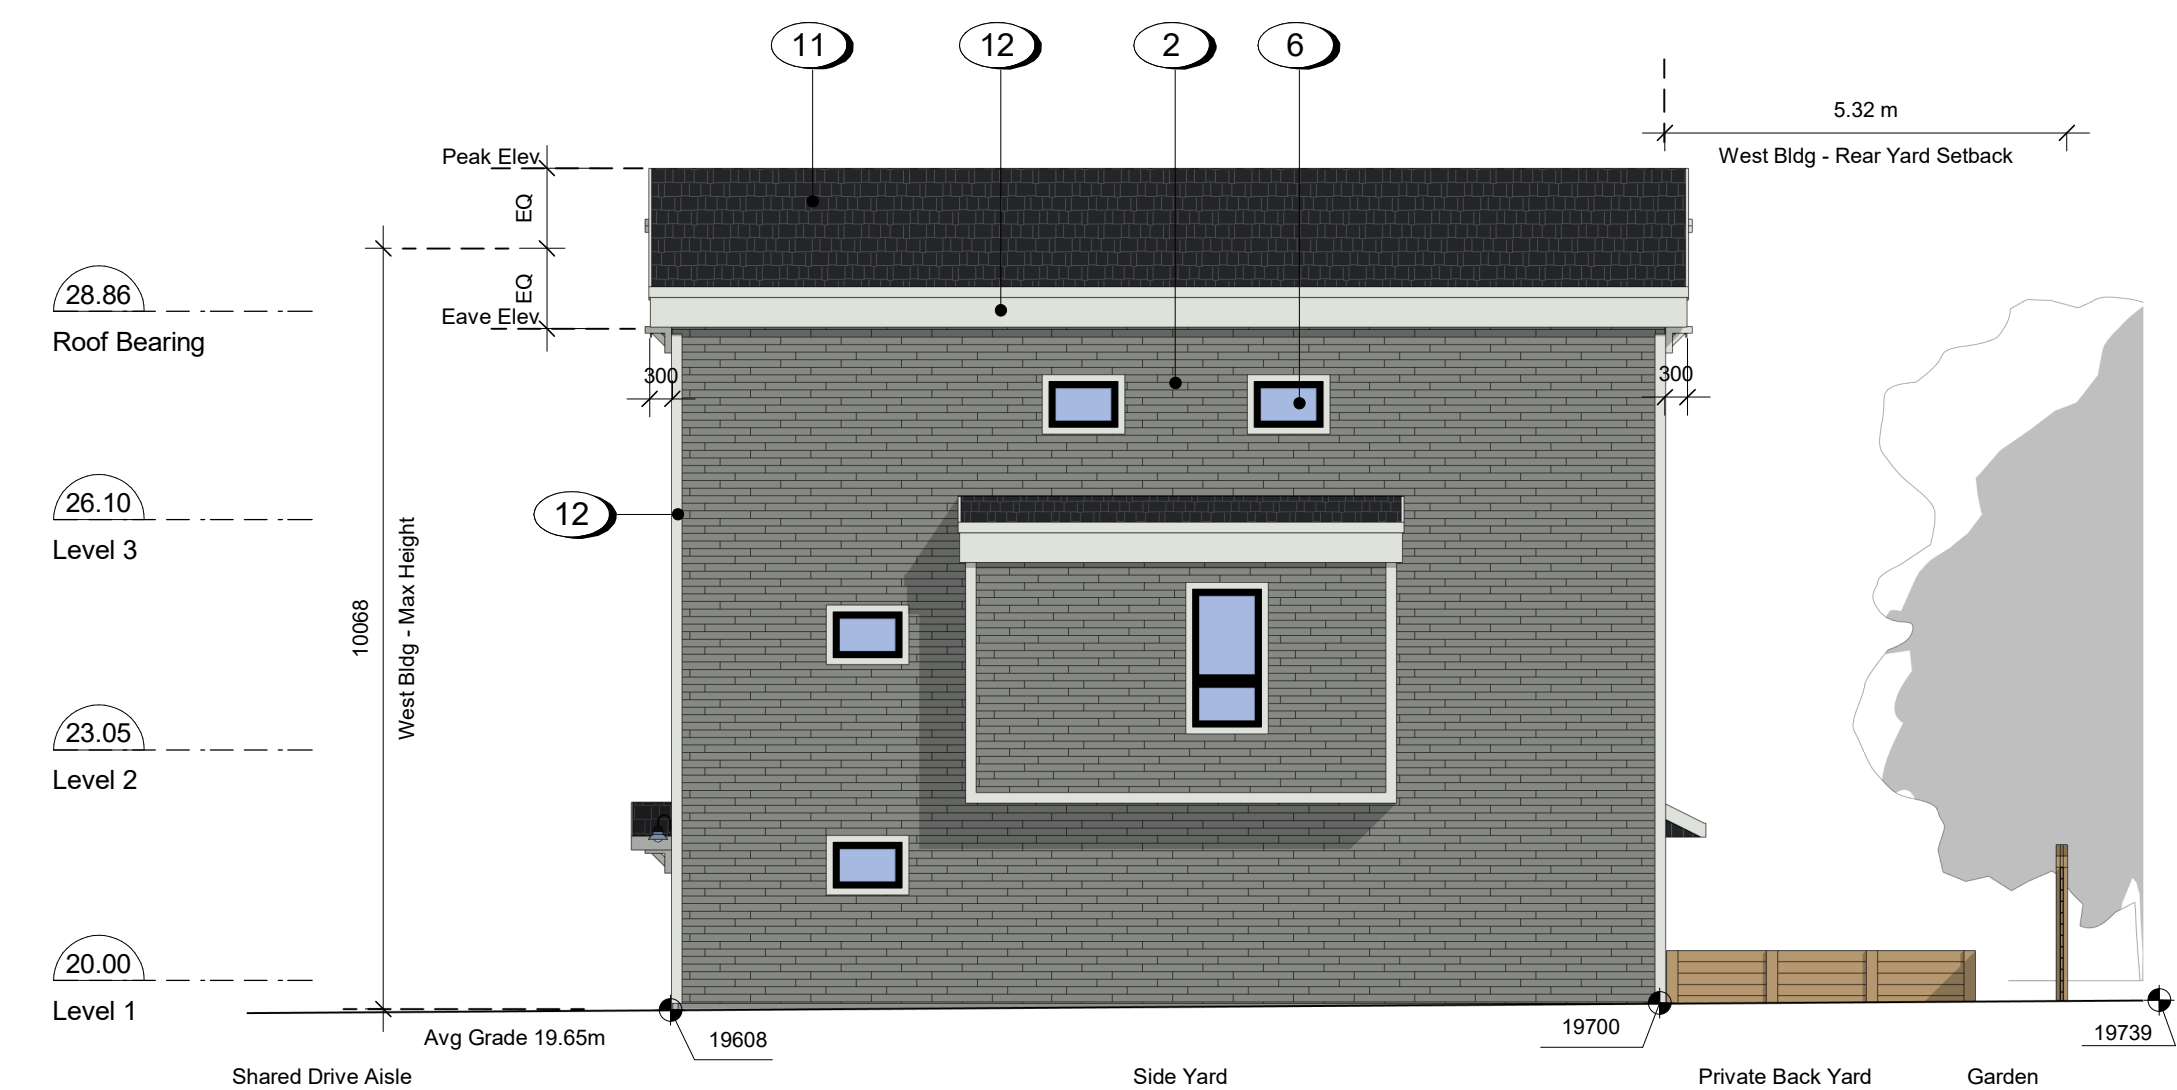 11
12
2
6
5.32 m
West Bldg - Rear Yard Setback
Peak Elev
EQ
EQ
Eave Elev
28.86
Roof Bearing
300
300
26.10
Level 3
12
10068
West Bldg - Max Height
23.05
Level 2
20.00
Level 1
Avg Grade 19.65m
19608
19700
19739
Shared Drive Aisle
Side Yard
Private Back Yard
Garden